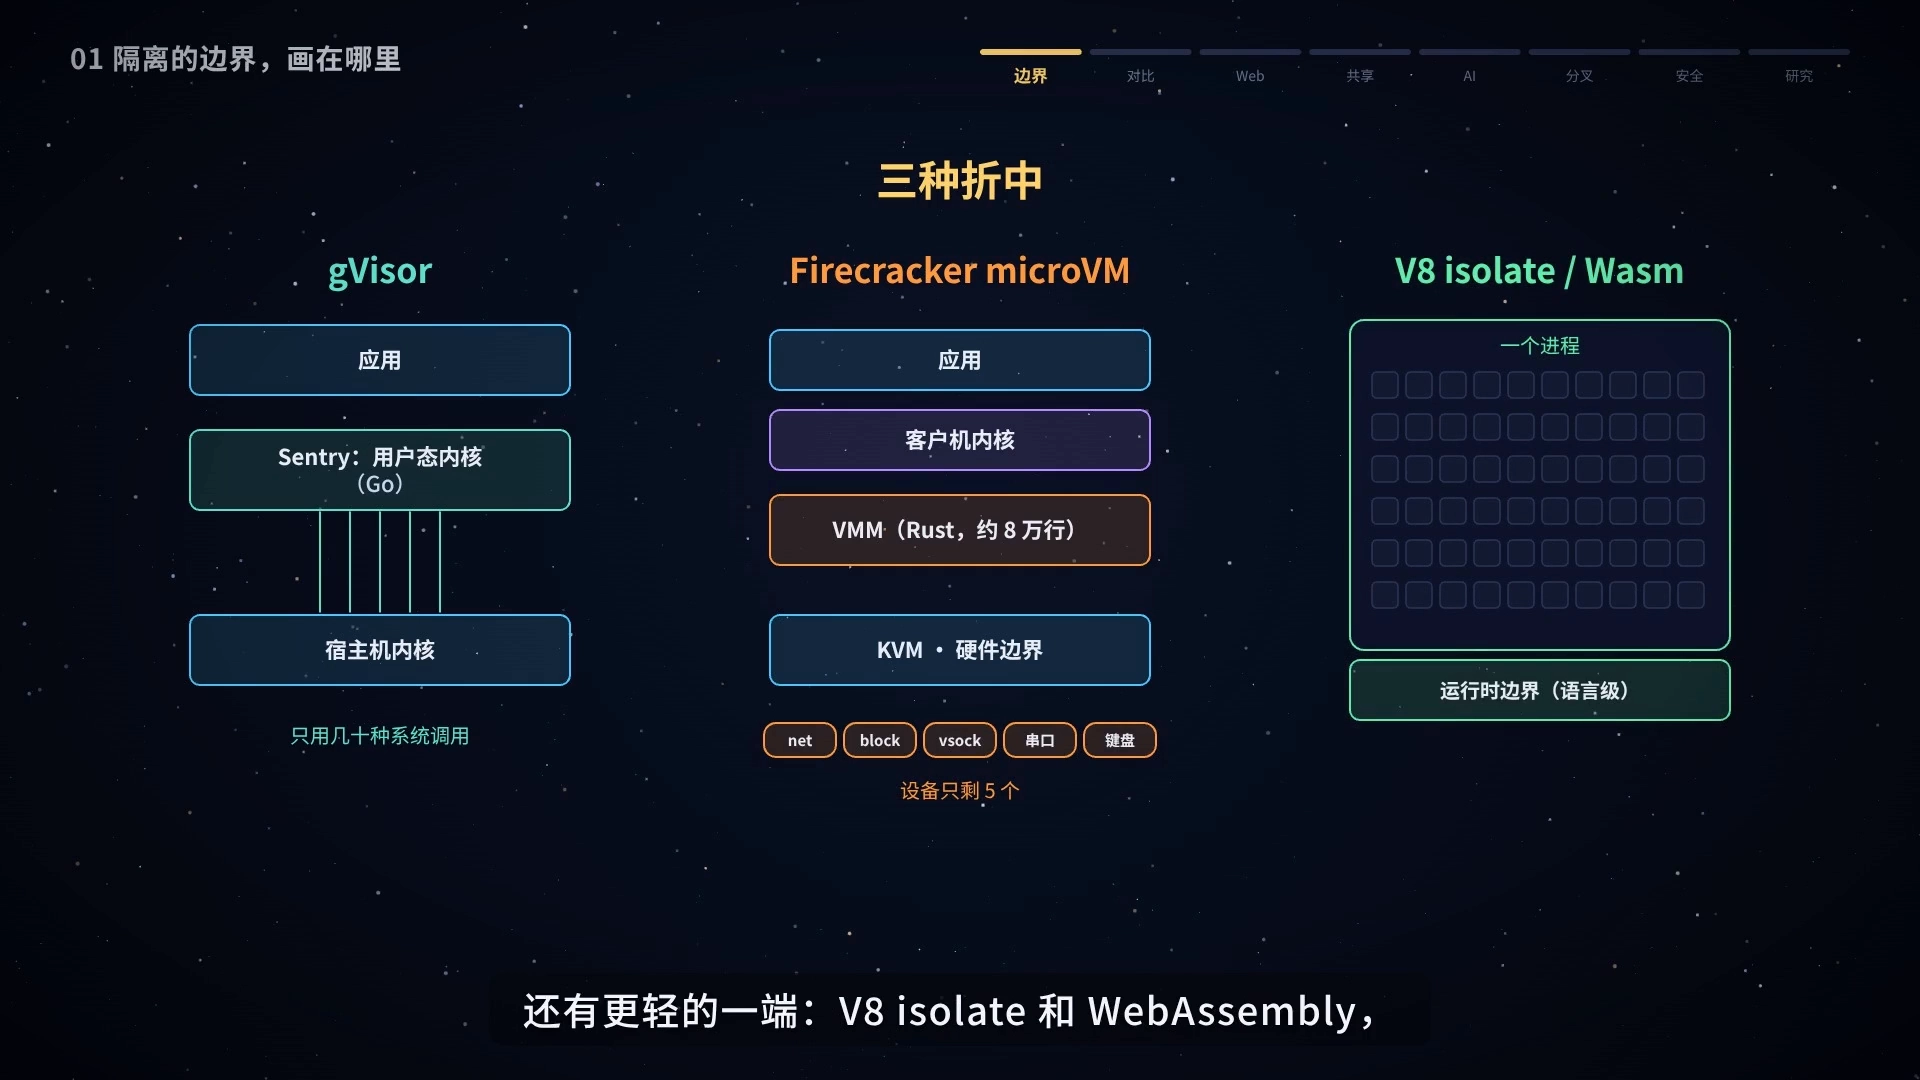 01 隔离的边界，画在哪里
边界
对比
Web
共享
AI
分叉
安全
研究
三种折中
gVisor
应用
Sentry：用户态内核
（Go）
宿主机内核
只用几十种系统调用
Firecracker microVM
应用
客户机内核
VMM（Rust，约 8 万行）
KVM · 硬件边界
net
block
vsock
串口
键盘
设备只剩 5 个
V8 isolate / Wasm
一个进程
运行时边界（语言级）
还有更轻的一端：V8 isolate 和 WebAssembly，